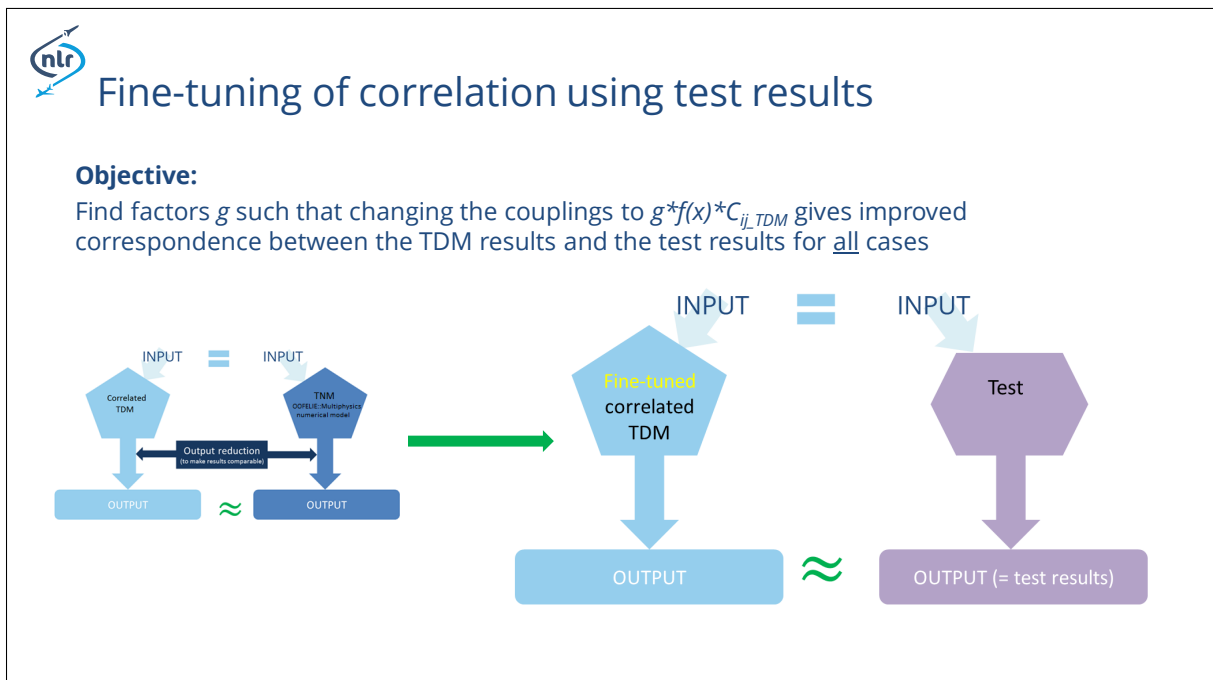 nlr
Fine-tuning of correlation using test results
Objective:
Find factors g such that changing the couplings to g*f(x)*C_{ij_TDM} gives improved
correspondence between the TDM results and the test results for all cases
INPUT = INPUT
Correlated
TDM
TNM
OOFELIE::Multiphysics
numerical model
Output reduction
(to make results comparable)
OUTPUT ≈ OUTPUT
INPUT = INPUT
Fine-tuned
correlated
TDM
Test
OUTPUT ≈ OUTPUT (= test results)